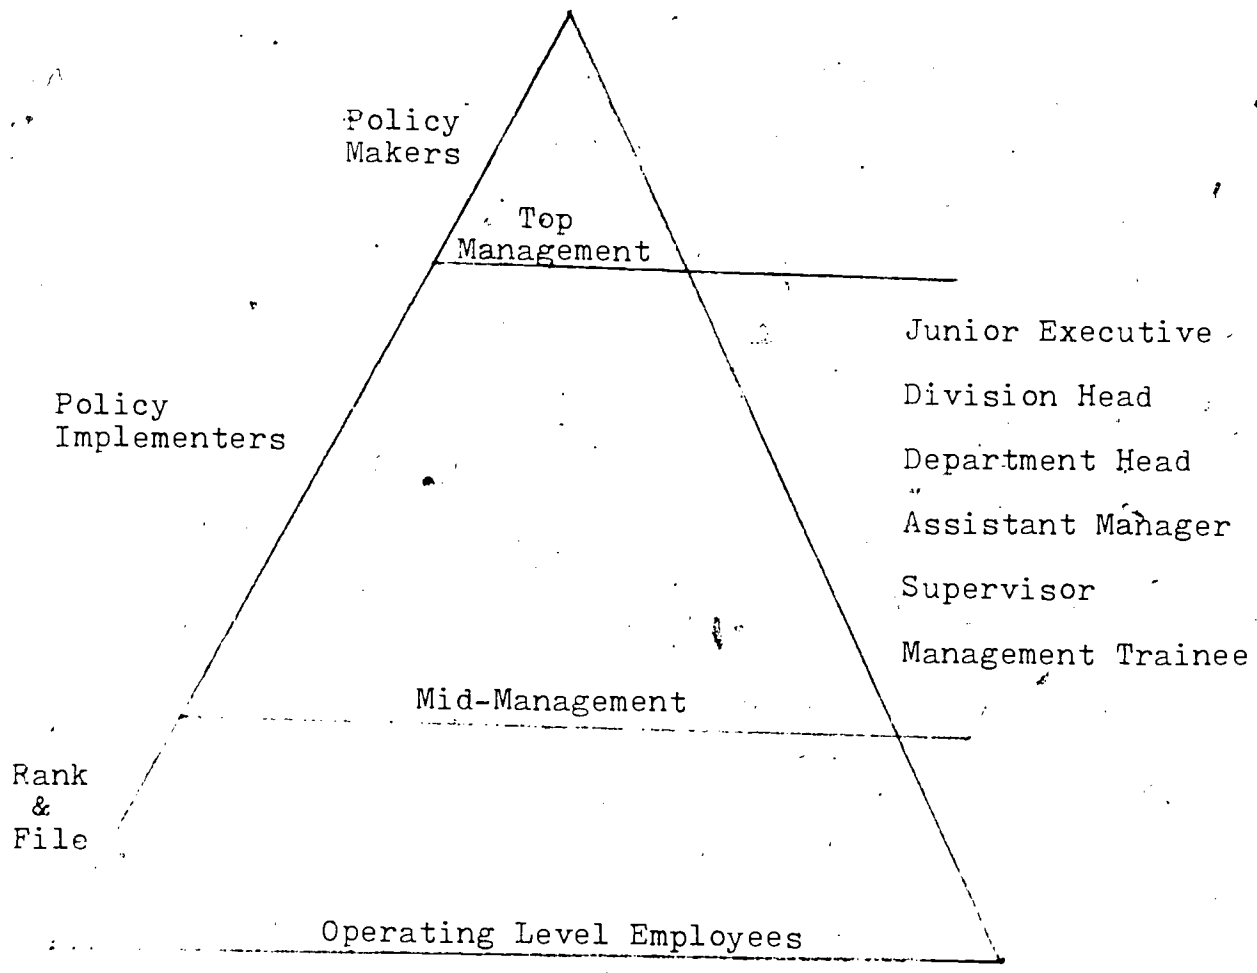 Policy
Makers
Top
Management
Junior Executive
Division Head
Policy
Implementers
Department Head
Assistant Manager
Supervisor
Management Trainee
Mid-Management
Rank
&
File
Operating Level Employees